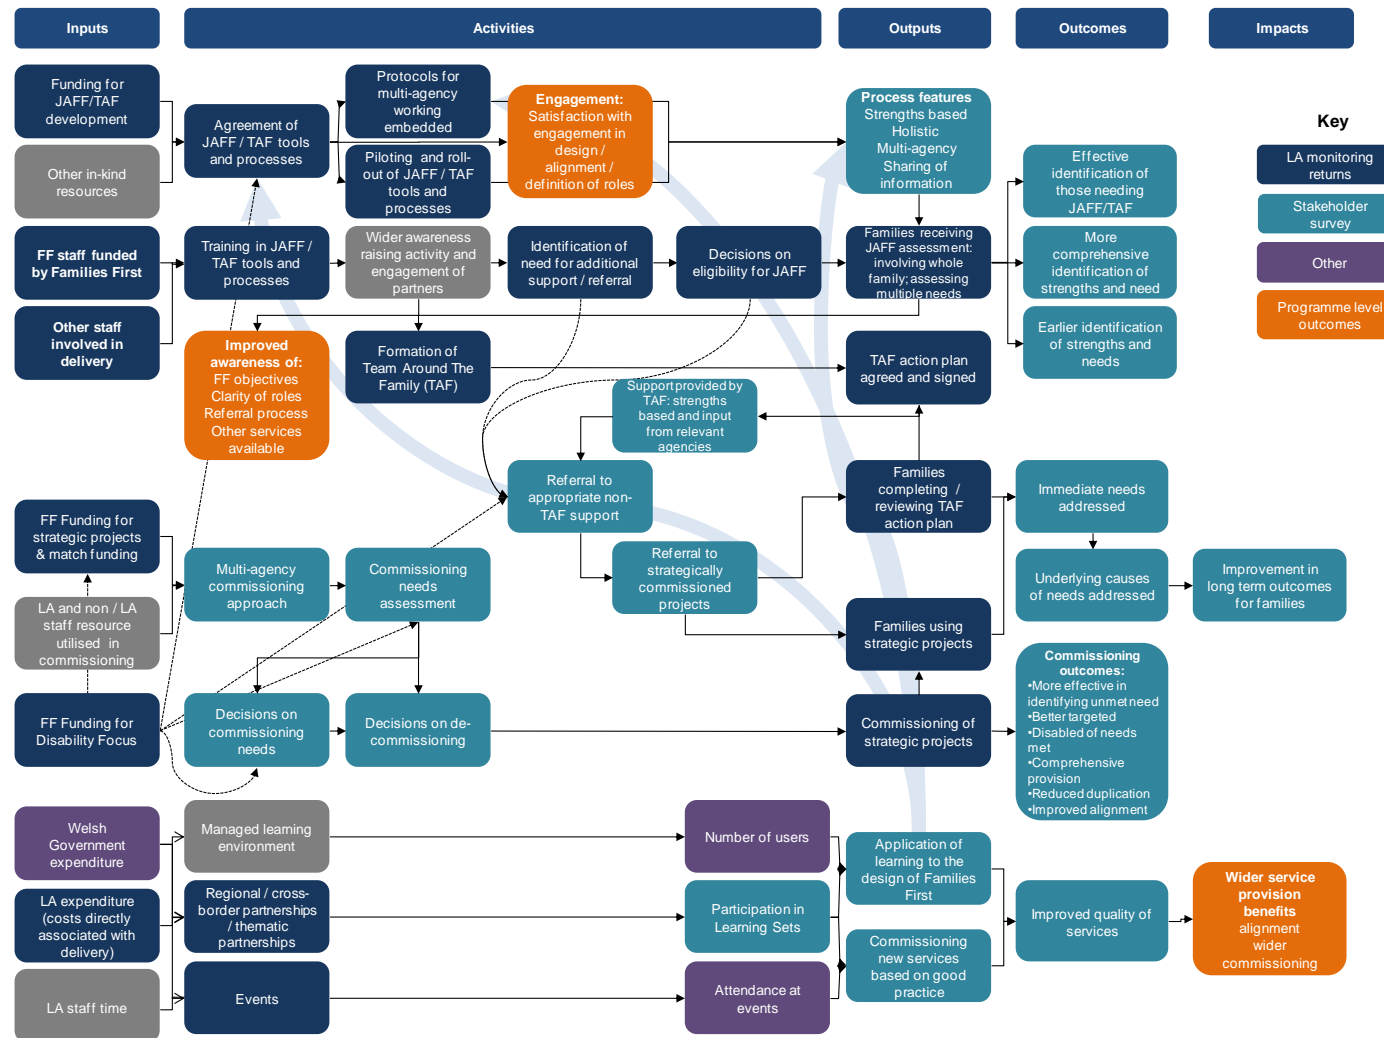 Inputs
Activities
Outputs
Outcomes
Impacts
Funding for
JAFF/TAF
development
Other in-kind
resources
Agreement of
JAFF / TAF tools
and processes
Protocols for
multi-agency
working
embedded
Piloting and roll-
out of JAFF / TAF
tools and
processes
Engagement:
Satisfaction with
engagement in
design /
alignment /
definition of roles
Process features
Strengths based
Holistic
Multi-agency
Sharing of
information
Effective
identification of
those needing
JAFF/TAF
Key
LA monitoring
returns
Stakeholder
survey
Other
Programme level
outcomes
FF staff funded
by Families First
Other staff
involved in
delivery
Training in JAFF /
TAF tools and
processes
Wider awareness
raising activity and
engagement of
partners
Identification of
need for additional
support / referral
Decisions on
eligibility for JAFF
Families receiving
JAFF assessment:
involving whole
family; assessing
multiple needs
More
comprehensive
identification of
strengths and need
Earlier identification
of strengths and
needs
Improved
awareness of:
FF objectives
Clarity of roles
Referral process
Other services
available
Formation of
Team Around The
Family (TAF)
TAF action plan
agreed and signed
Support provided by
TAF: strengths
based and input
from relevant
agencies
Referral to
appropriate non-
TAF support
Families
completing /
reviewing TAF
action plan
Immediate needs
addressed
FF Funding for
strategic projects
& match funding
LA and non / LA
staff resource
utilised in
commissioning
Multi-agency
commissioning
approach
Commissioning
needs
assessment
Referral to
strategically
commissioned
projects
Families using
strategic projects
Underlying causes
of needs addressed
Improvement in
long term outcomes
for families
FF Funding for
Disability Focus
Decisions on
commissioning
needs
Decisions on de-
commissioning
Commissioning of
strategic projects
Commissioning
outcomes:
•More effective in
identifying unmet need
•Better targeted
•Disabled of needs
met
•Comprehensive
provision
•Reduced duplication
•Improved alignment
Welsh
Government
expenditure
LA expenditure
(costs directly
associated with
delivery)
LA staff time
Managed learning
environment
Regional / cross-
border partnerships
/ thematic
partnerships
Events
Number of users
Participation in
Learning Sets
Attendance at
events
Application of
learning to the
design of Families
First
Commissioning
new services
based on good
practice
Improved quality of
services
Wider service
provision
benefits
alignment
wider
commissioning